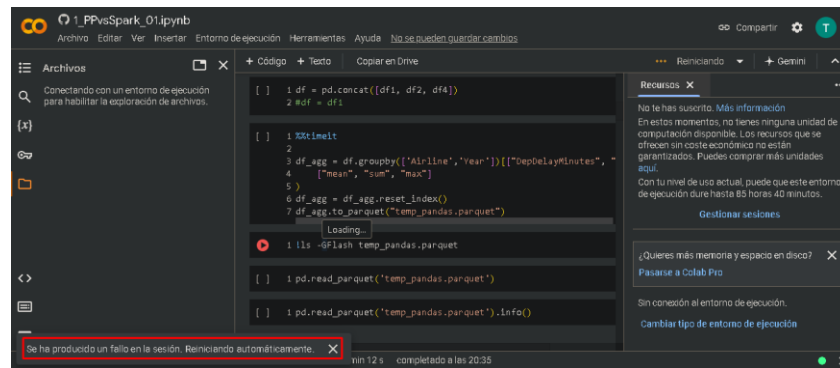 1_PPvsSpark_01.ipynb
Archivo Editar Ver Insertar Entorno de ejecución Herramientas Ayuda No se pueden guardar cambios
Compartir
T
Archivos
Conectando con un entorno de ejecución
para habilitar la exploración de archivos.
{x}
+ Código + Texto Copiar en Drive
Reiniciando
+ Gemini
[ ] 1 df = pd.concat([df1, df2, df4])
2 #df = df1
[ ] 1 %%timeit
2
3 df_agg = df.groupby(['Airline','Year'])[["DepDelayMinutes", "
4 ["mean", "sum", "max"]
5 )
6 df_agg = df_agg.reset_index()
7 df_agg.to_parquet("temp_pandas.parquet")
Loading...
1 !ls -GFlash temp_pandas.parquet
[ ] 1 pd.read_parquet('temp_pandas.parquet')
[ ] 1 pd.read_parquet('temp_pandas.parquet').info()
Recursos X
No te has suscrito. Más información
En estos momentos, no tienes ninguna unidad de
computación disponible. Los recursos que se
ofrecen sin coste económico no están
garantizados. Puedes comprar más unidades
aquí.
Con tu nivel de uso actual, puede que este entorno
de ejecución dure hasta 85 horas 40 minutos.
Gestionar sesiones
¿Quieres más memoria y espacio en disco? X
Pasarse a Colab Pro
Sin conexión al entorno de ejecución.
Cambiar tipo de entorno de ejecución
Se ha producido un fallo en la sesión. Reiniciando automáticamente. X
min 12 s completado a las 20:35